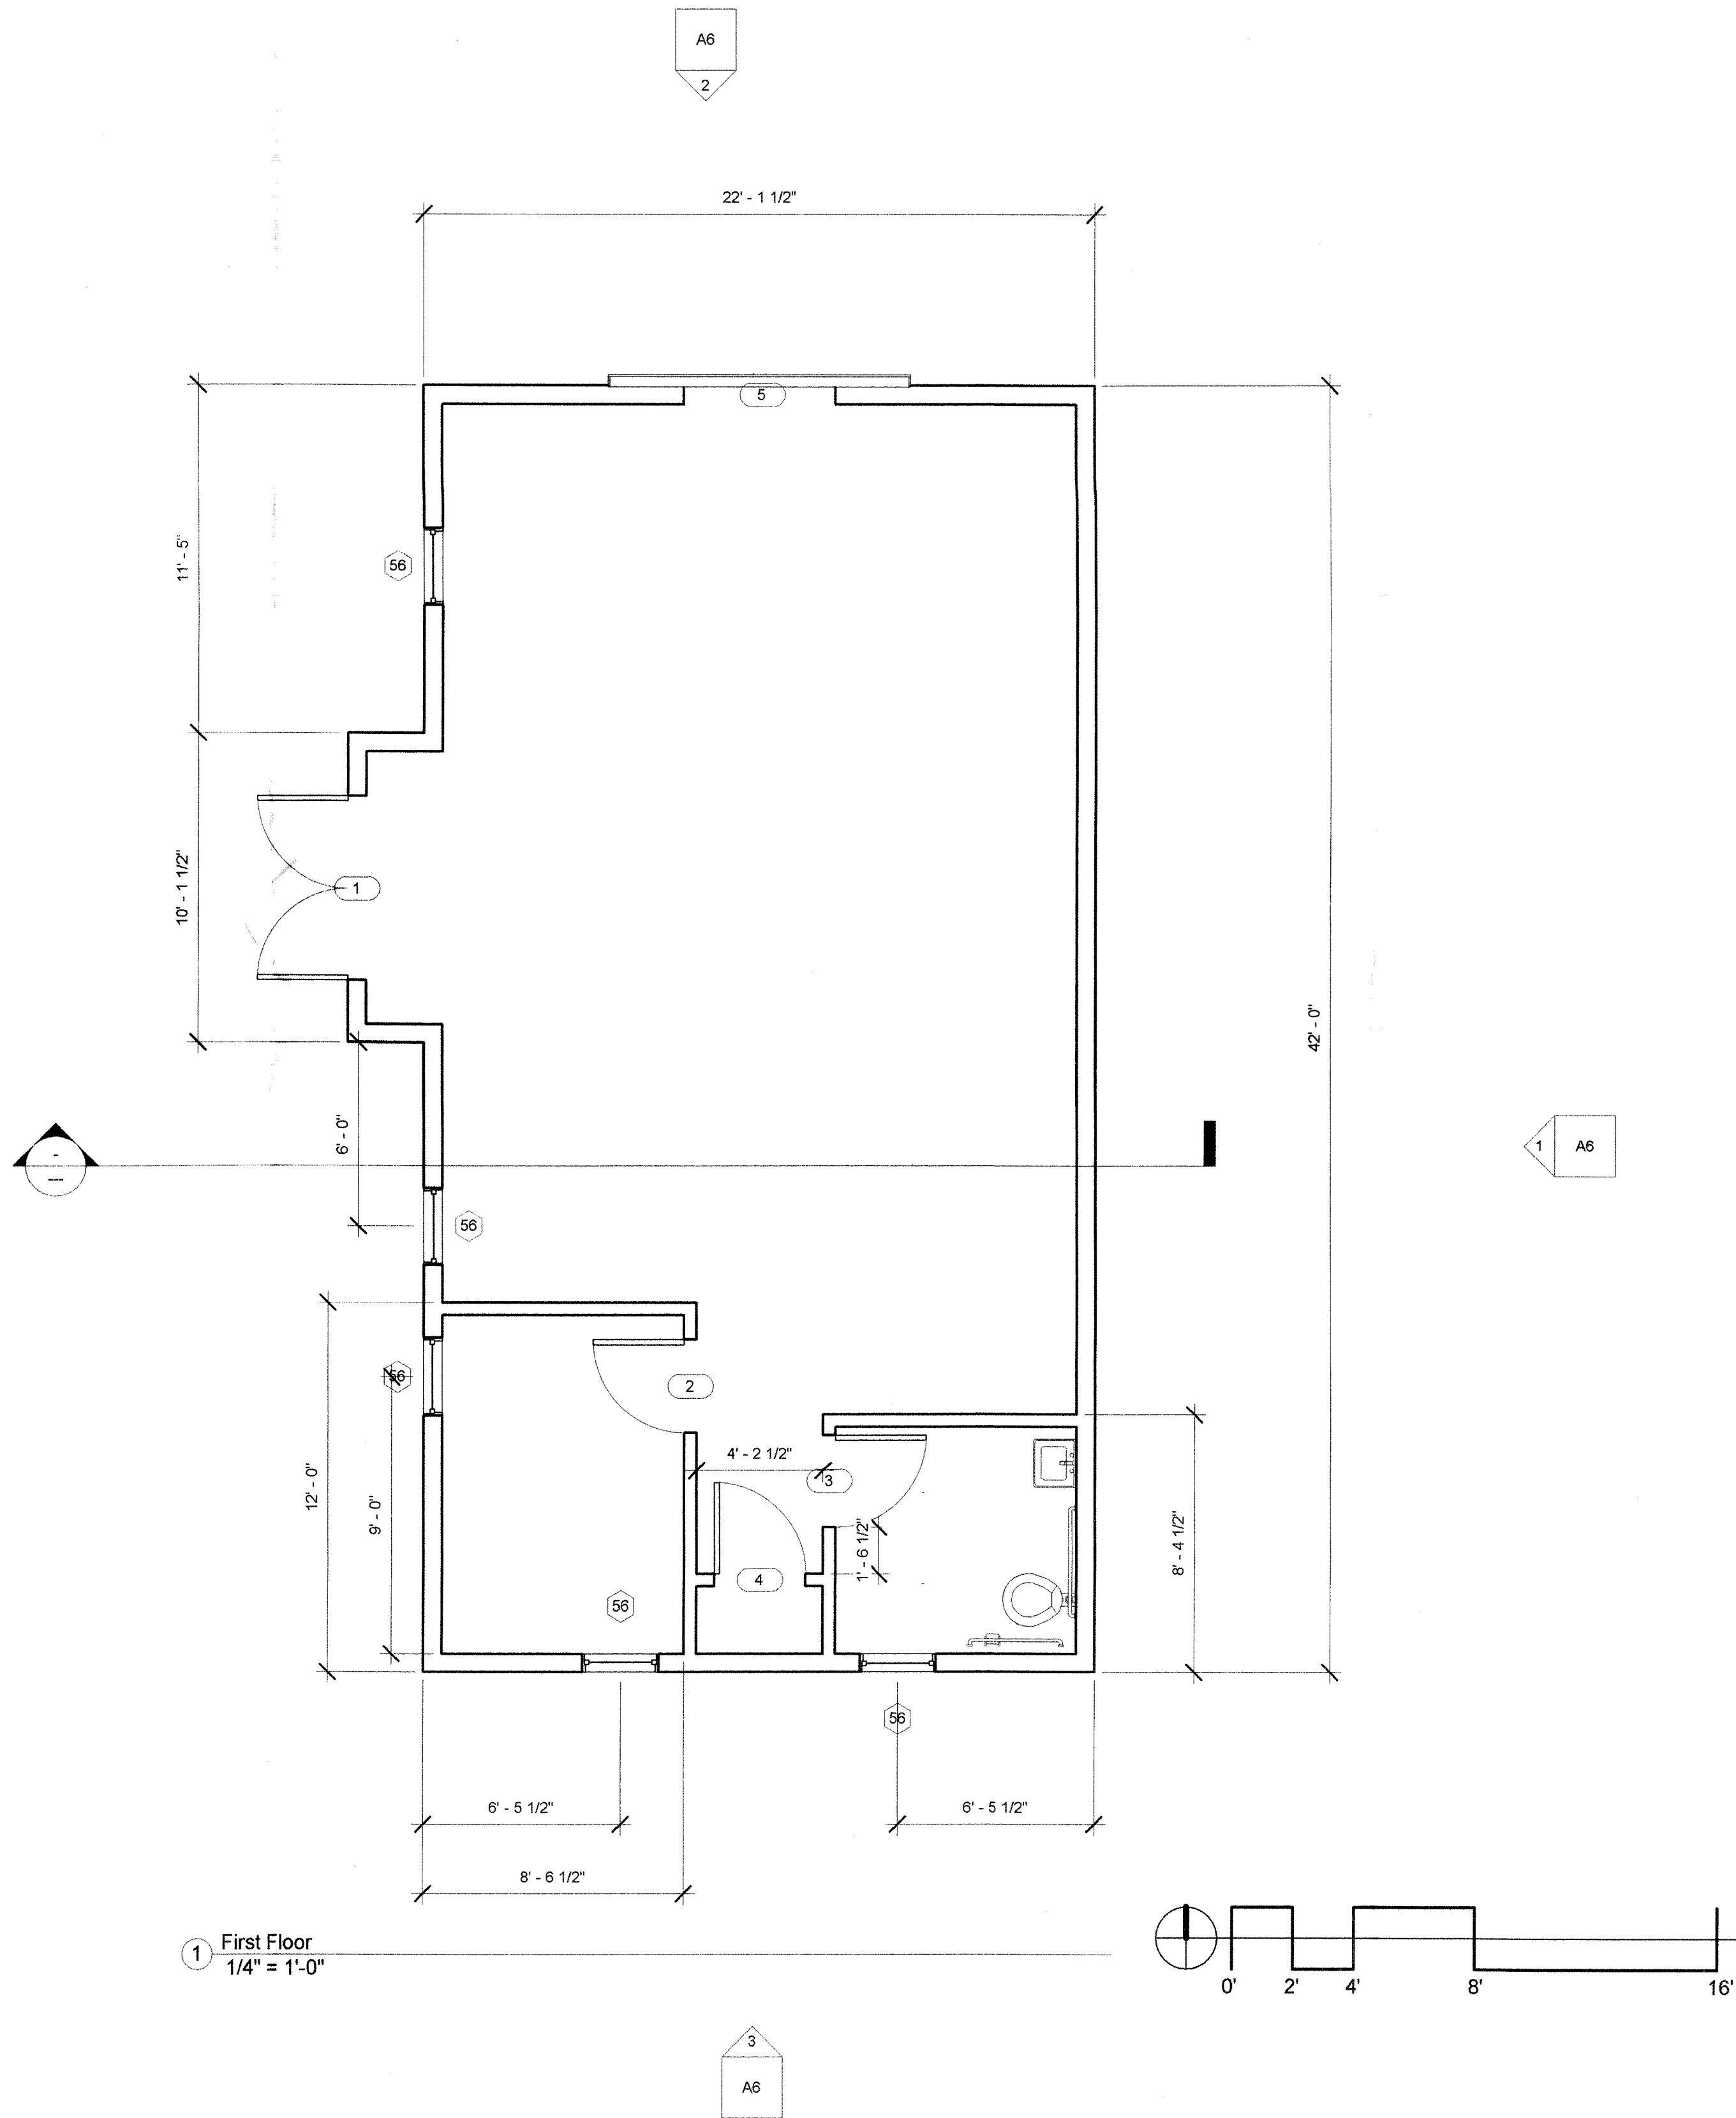 A6
2
22' - 1 1/2"
5
11' - 5"
56
10' - 1 1/2"
1
42' - 0"
6' - 0"
-
---
1
A6
56
56
2
12' - 0"
9' - 0"
4' - 2 1/2"
3
1' - 6 1/2"
8' - 4 1/2"
4
56
56
6' - 5 1/2"
6' - 5 1/2"
8' - 6 1/2"
1
First Floor
1/4" = 1'-0"
0' 2' 4' 8' 16'
3
A6